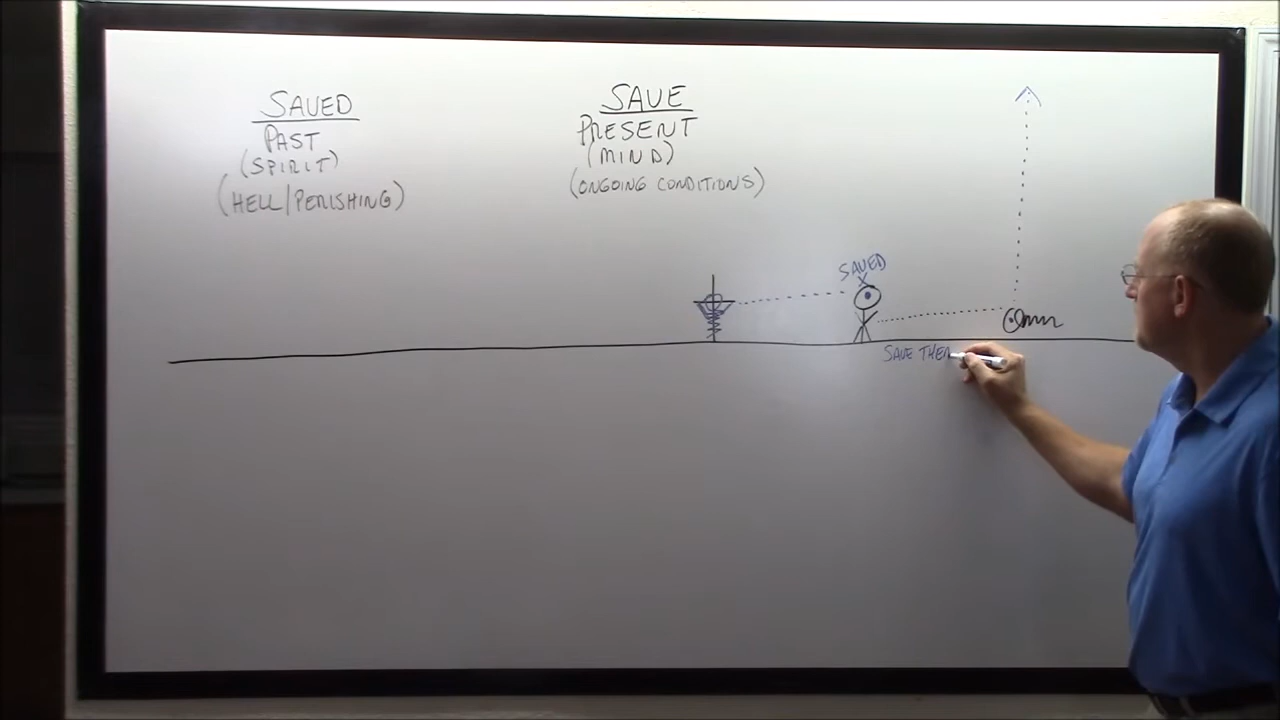 SAVED
PAST
(SPIRIT)
(HELL/PERISHING)
SAVE
PRESENT
(MIND)
(ONGOING CONDITIONS)
SAVED
SAVE THEM